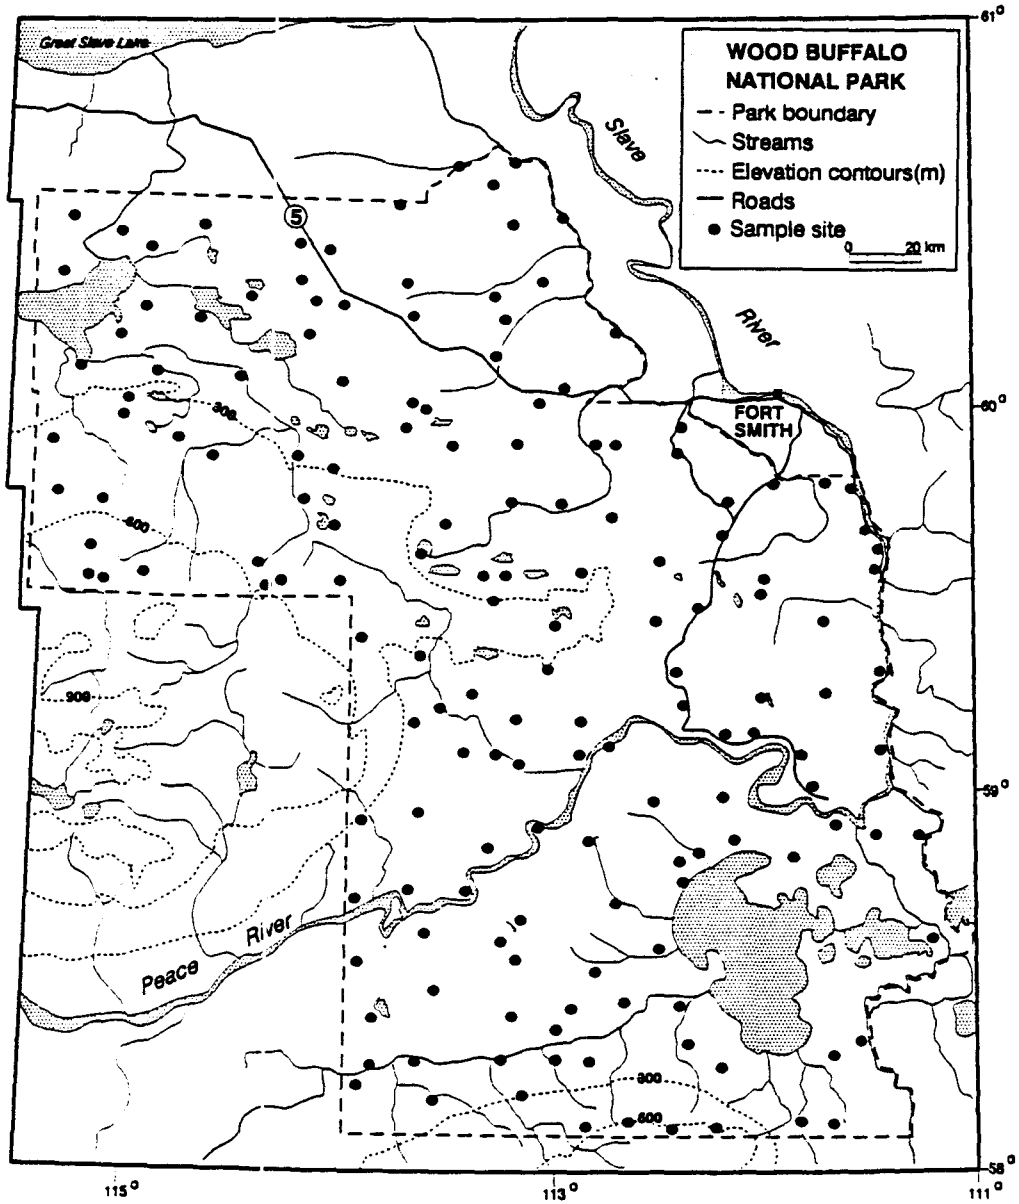 61°
Great Slave Lake
WOOD BUFFALO
NATIONAL PARK
Park boundary
Streams
Elevation contours(m)
Roads
Sample site
0 20 km
Slave
River
5
300
60°
FORT
SMITH
600
900
59°
River
Peace
300
600
58°
115°
113°
111°